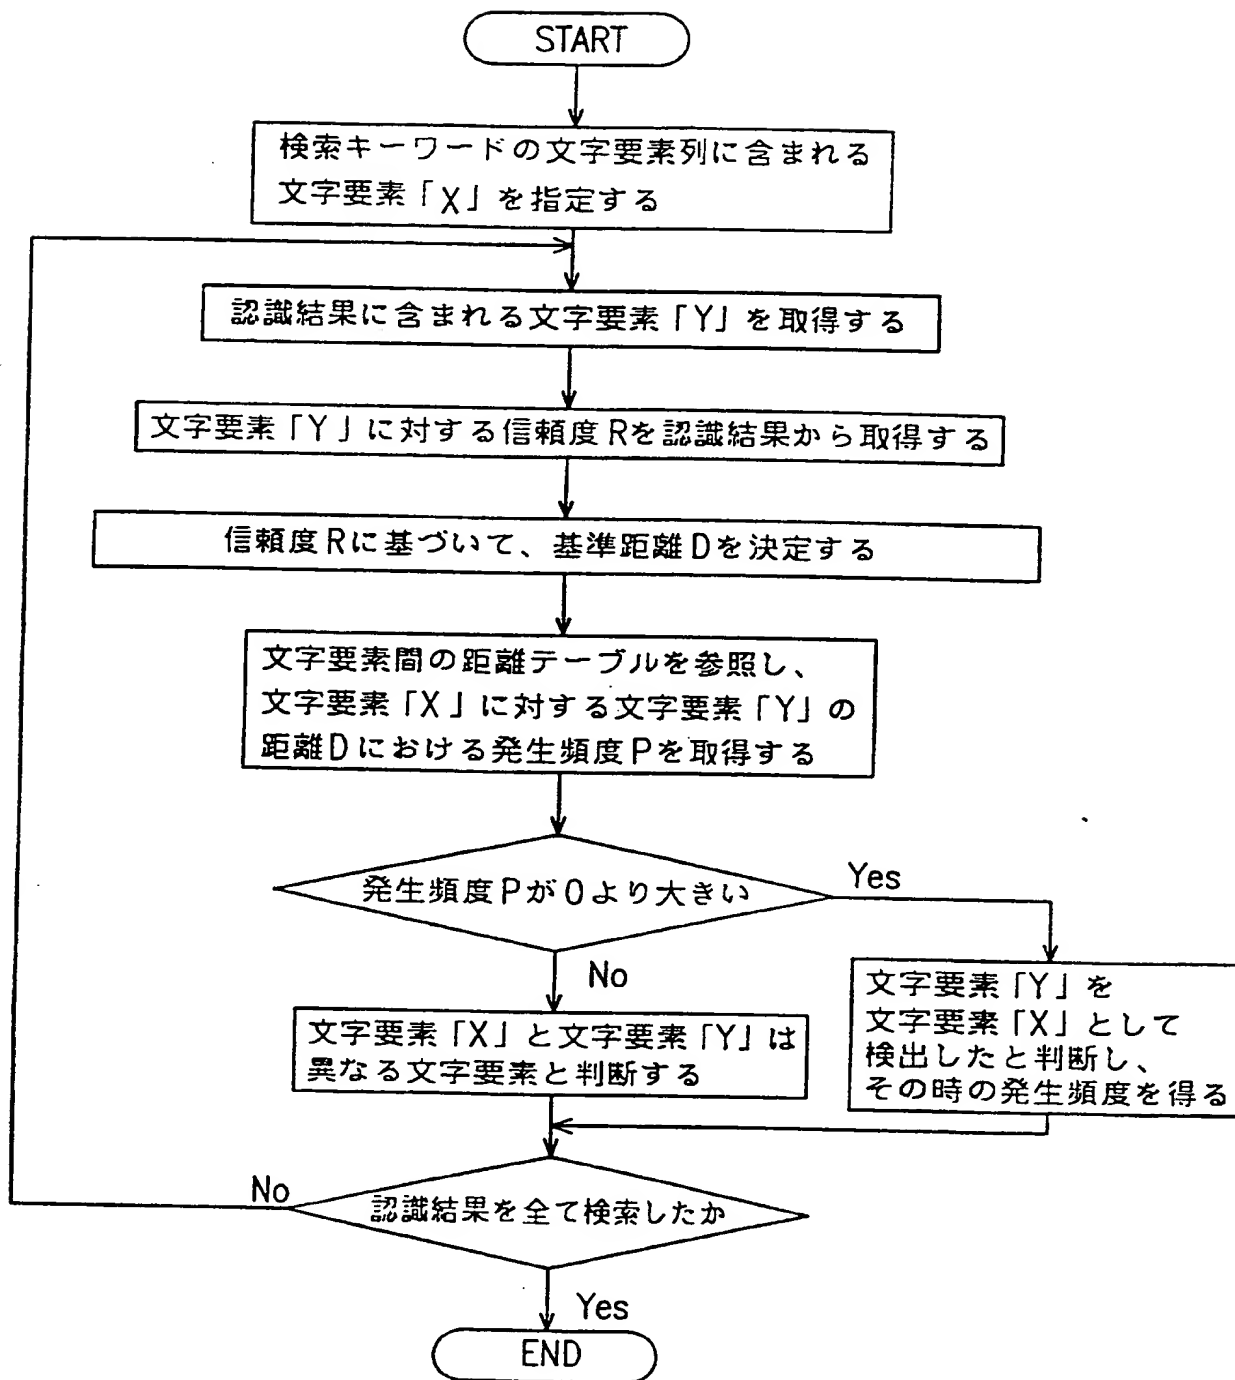 START
検索キーワードの文字要素列に含まれる
文字要素「X」を指定する
認識結果に含まれる文字要素「Y」を取得する
文字要素「Y」に対する信頼度Rを認識結果から取得する
信頼度Rに基づいて、基準距離Dを決定する
文字要素間の距離テーブルを参照し、
文字要素「X」に対する文字要素「Y」の
距離Dにおける発生頻度Pを取得する
発生頻度Pが0より大きい
Yes
No
文字要素「X」と文字要素「Y」は
異なる文字要素と判断する
文字要素「Y」を
文字要素「X」として
検出したと判断し、
その時の発生頻度を得る
No
認識結果を全て検索したか
Yes
END